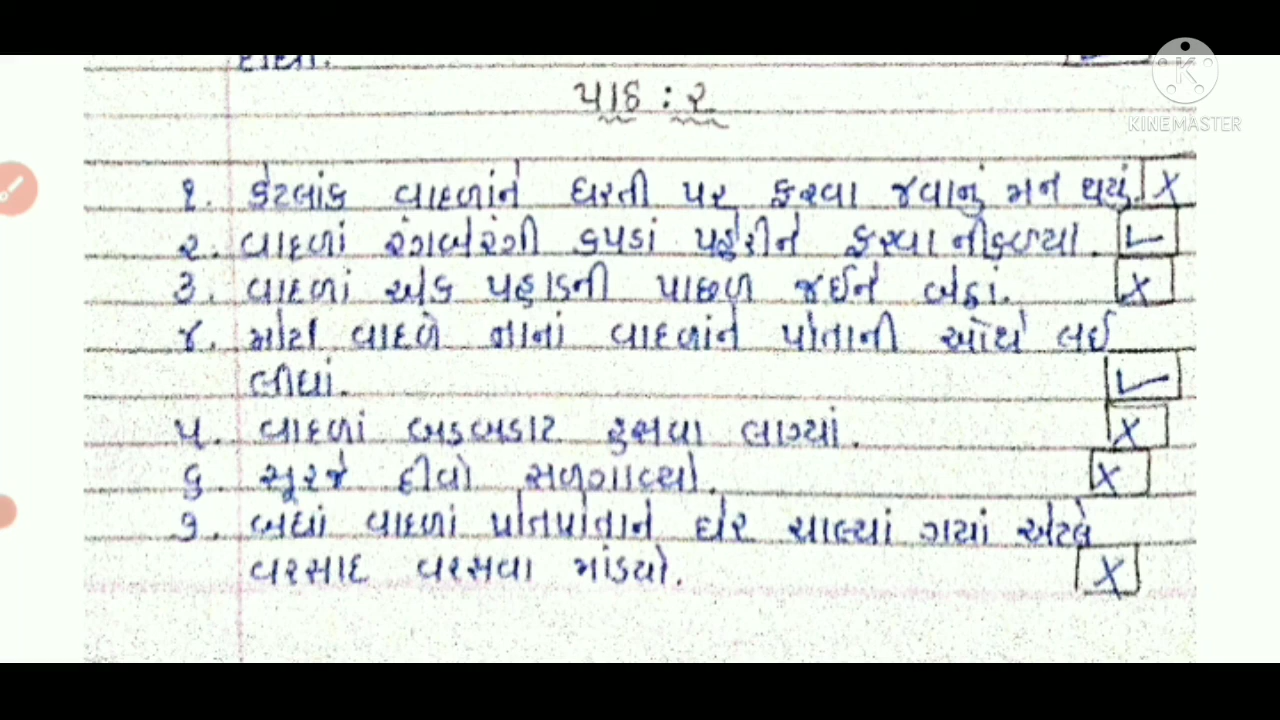 પાઠ : ૨
KINEMASTER
૧. કેટલાંક વાદળાંને ધરતી પર ફરવા જવાનું મન થયું. X
૨. વાદળાં રંગબેરંગી કપડાં પહેરીને ફરવા નીકળ્યા. ✓
૩. વાદળાં એક પહાડની પાછળ જઈને બેઠાં. X
૪. મોટા વાદળે નાનાં વાદળાંને પોતાની ઓથે લઈ
લીધાં. ✓
૫. વાદળાં ખડખડાટ હસવા લાગ્યાં. X
૬. સૂરજે દીવો સળગાવ્યો. X
૭. બધાં વાદળાં પોતપોતાને ઘેર ચાલ્યાં ગયાં એટલે
વરસાદ વરસવા માંડયો. X